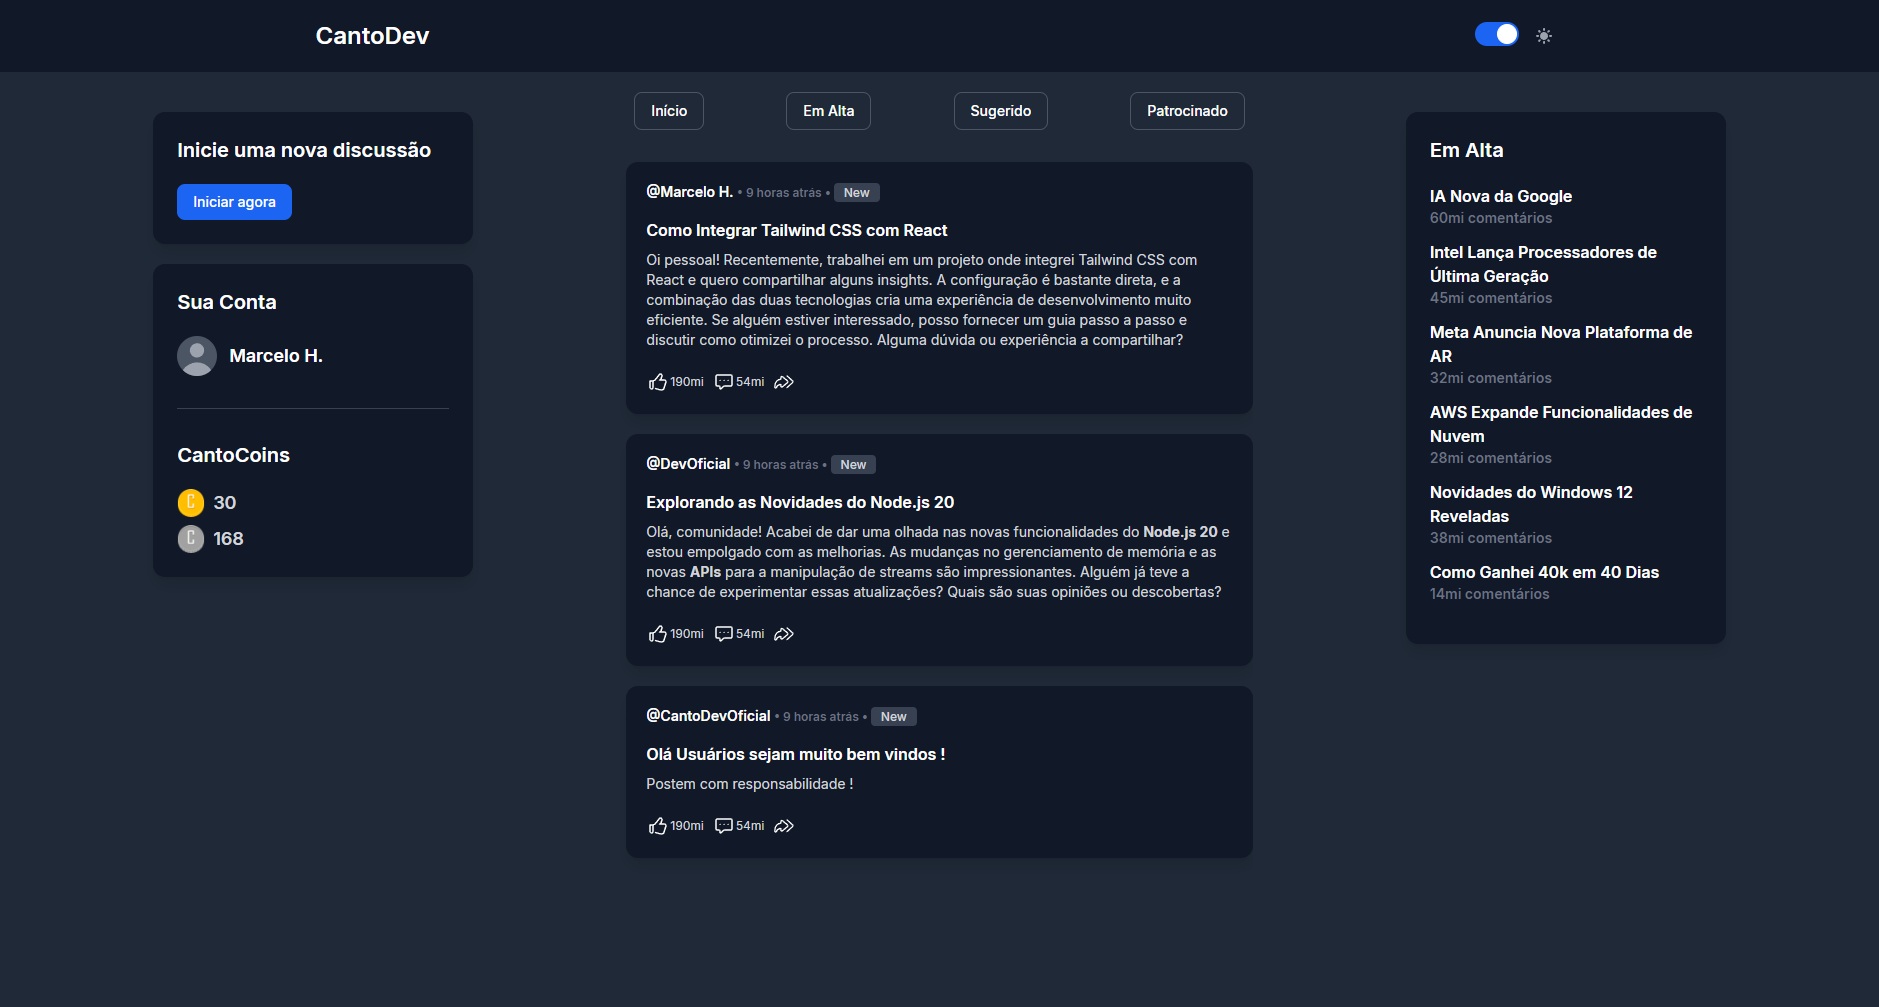 CantoDev
Inicie uma nova discussão
Iniciar agora
Sua Conta
Marcelo H.
CantoCoins
C 30
C 168
Início
Em Alta
Sugerido
Patrocinado
@Marcelo H. • 9 horas atrás • New
Como Integrar Tailwind CSS com React
Oi pessoal! Recentemente, trabalhei em um projeto onde integrei Tailwind CSS com
React e quero compartilhar alguns insights. A configuração é bastante direta, e a
combinação das duas tecnologias cria uma experiência de desenvolvimento muito
eficiente. Se alguém estiver interessado, posso fornecer um guia passo a passo e
discutir como otimizei o processo. Alguma dúvida ou experiência a compartilhar?
190mi 54mi
@DevOficial • 9 horas atrás • New
Explorando as Novidades do Node.js 20
Olá, comunidade! Acabei de dar uma olhada nas novas funcionalidades do Node.js 20 e
estou empolgado com as melhorias. As mudanças no gerenciamento de memória e as
novas APIs para a manipulação de streams são impressionantes. Alguém já teve a
chance de experimentar essas atualizações? Quais são suas opiniões ou descobertas?
190mi 54mi
@CantoDevOficial • 9 horas atrás • New
Olá Usuários sejam muito bem vindos !
Postem com responsabilidade !
190mi 54mi
Em Alta
IA Nova da Google
60mi comentários
Intel Lança Processadores de
Última Geração
45mi comentários
Meta Anuncia Nova Plataforma de
AR
32mi comentários
AWS Expande Funcionalidades de
Nuvem
28mi comentários
Novidades do Windows 12
Reveladas
38mi comentários
Como Ganhei 40k em 40 Dias
14mi comentários